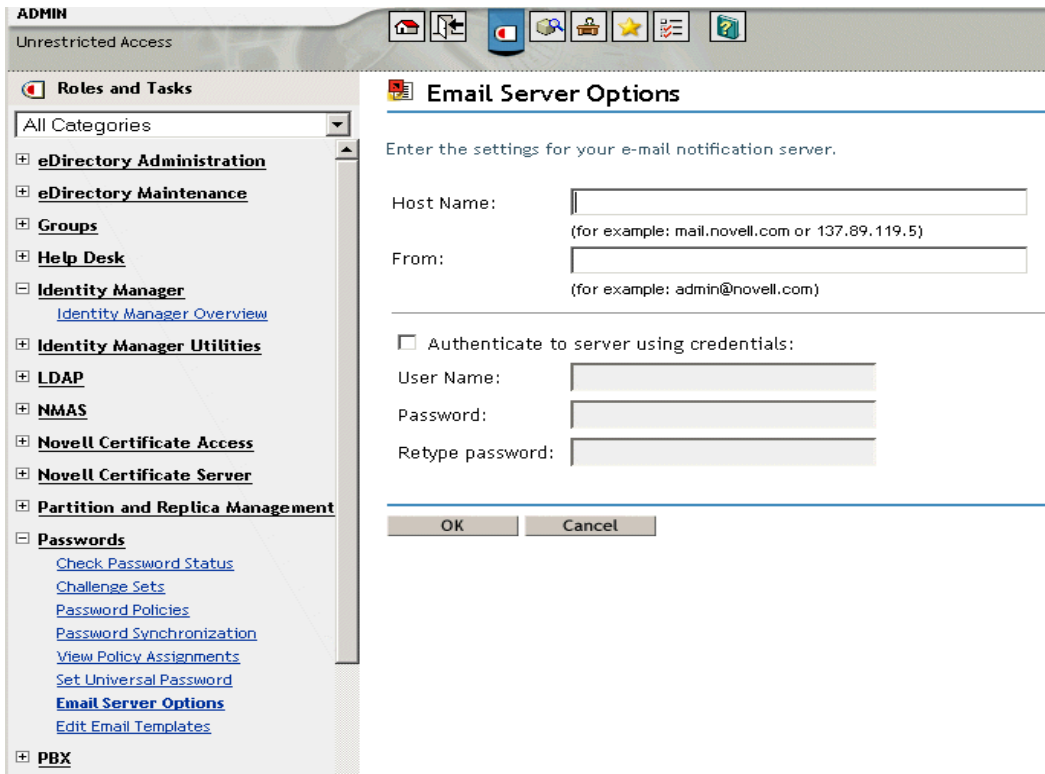 ADMIN
Unrestricted Access
Roles and Tasks
All Categories
eDirectory Administration
eDirectory Maintenance
Groups
Help Desk
Identity Manager
Identity Manager Overview
Identity Manager Utilities
LDAP
NMAS
Novell Certificate Access
Novell Certificate Server
Partition and Replica Management
Passwords
Check Password Status
Challenge Sets
Password Policies
Password Synchronization
View Policy Assignments
Set Universal Password
Email Server Options
Edit Email Templates
PBX
Email Server Options
Enter the settings for your e-mail notification server.
Host Name:
(for example: mail.novell.com or 137.89.119.5)
From:
(for example: admin@novell.com)
Authenticate to server using credentials:
User Name:
Password:
Retype password:
OK Cancel